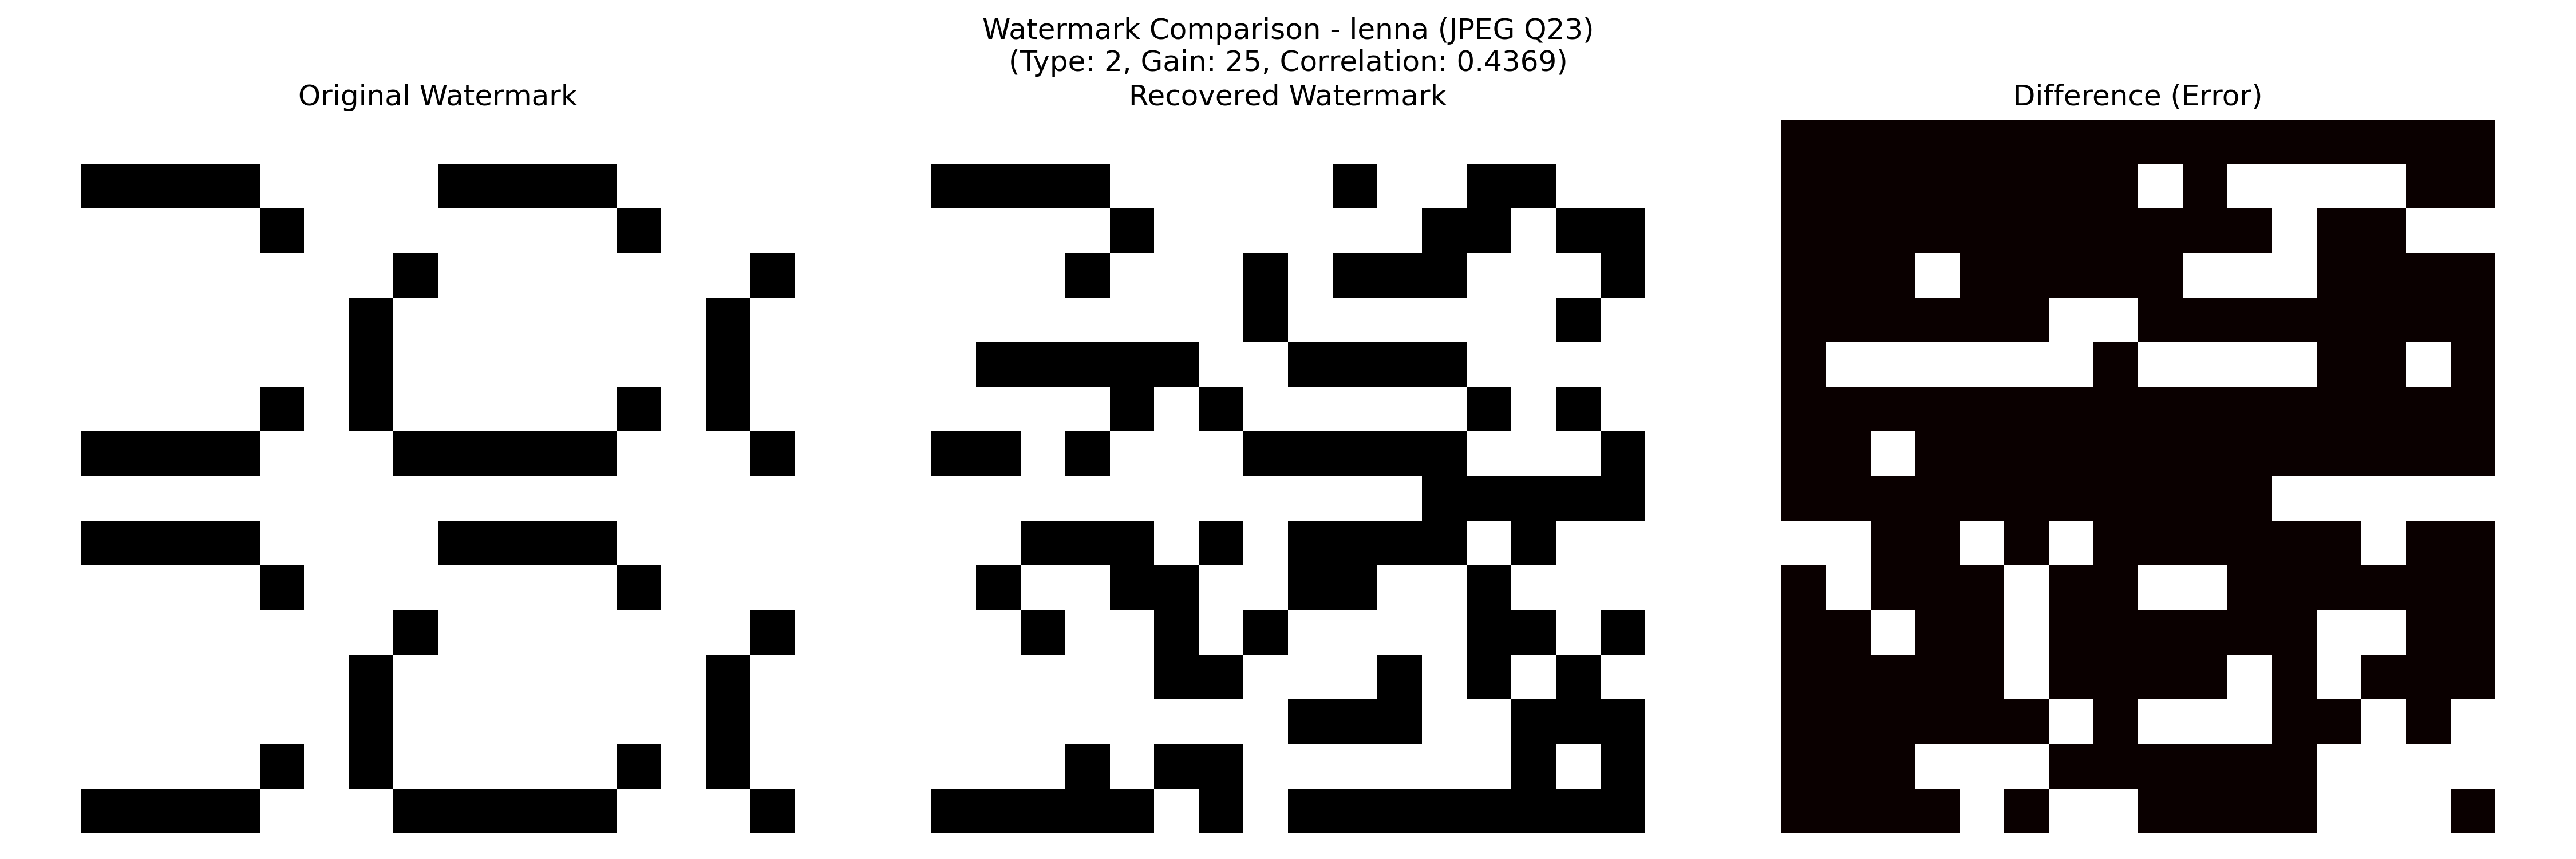 Watermark Comparison - lenna (JPEG Q23)
(Type: 2, Gain: 25, Correlation: 0.4369)
Original Watermark
Recovered Watermark
Difference (Error)